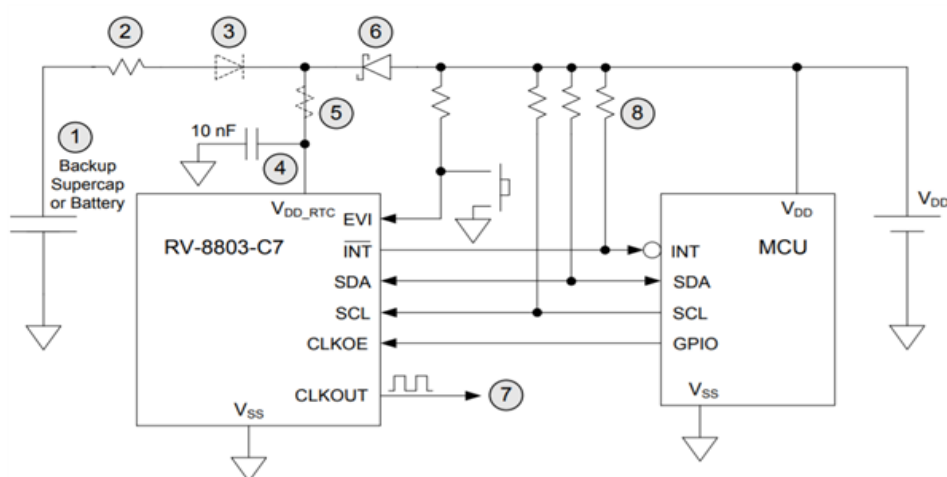 2
3
6
5
8
10 nF
1
4
Backup
Supercap
or Battery
VDD_RTC
EVI
RV-8803-C7
INT
SDA
SCL
CLKOE
CLKOUT
7
VSS
VDD
MCU
INT
SDA
SCL
GPIO
VSS
VDD